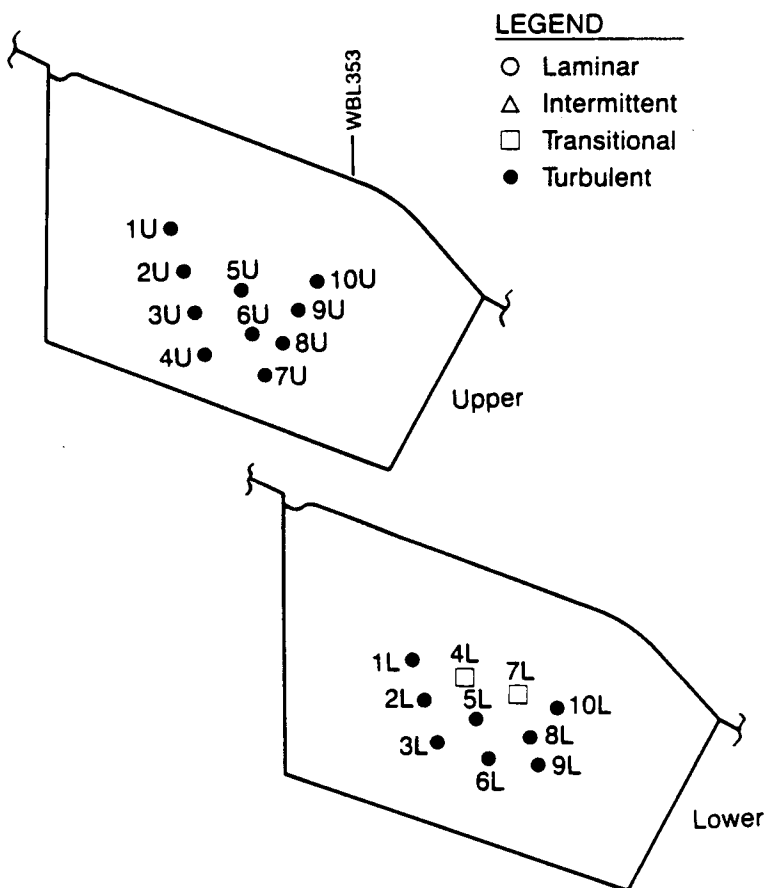 LEGEND
Laminar
Intermittent
Transitional
Turbulent
WBL353
1U
2U
5U
10U
3U
6U
9U
4U
8U
7U
Upper
1L
4L
7L
2L
5L
10L
3L
8L
6L
9L
Lower